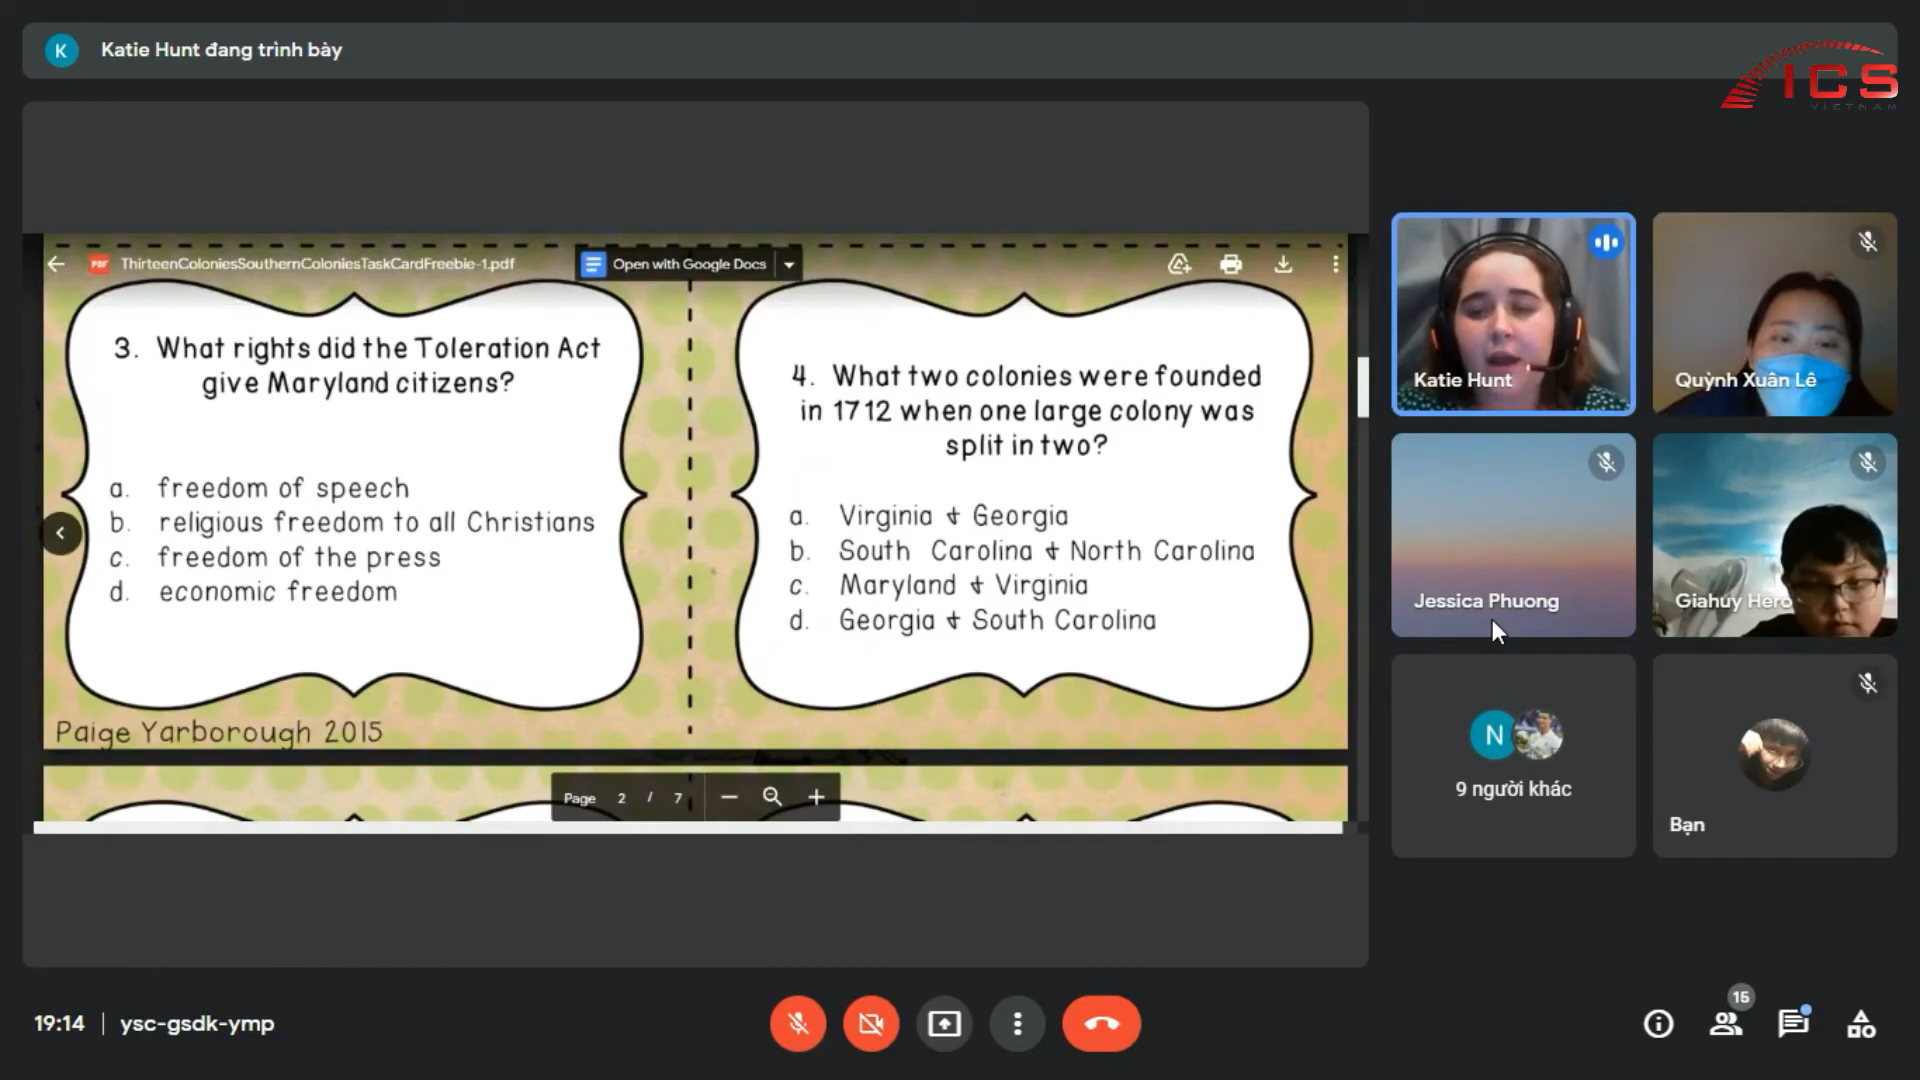 K
Katie Hunt đang trình bày
ICS
VIETNAM
PDF
ThirteenColoniesSouthernColoniesTaskCardFreebie-1.pdf
Open with Google Docs
3. What rights did the Toleration Act
give Maryland citizens?
a. freedom of speech
b. religious freedom to all Christians
c. freedom of the press
d. economic freedom
4. What two colonies were founded
in 1712 when one large colony was
split in two?
a. Virginia & Georgia
b. South Carolina & North Carolina
c. Maryland & Virginia
d. Georgia & South Carolina
Paige Yarborough 2015
Page 2 / 7
Katie Hunt
Quỳnh Xuân Lê
Jessica Phuong
Giahuy Hero
N
9 người khác
Bạn
19:14 | ysc-gsdk-ymp
15